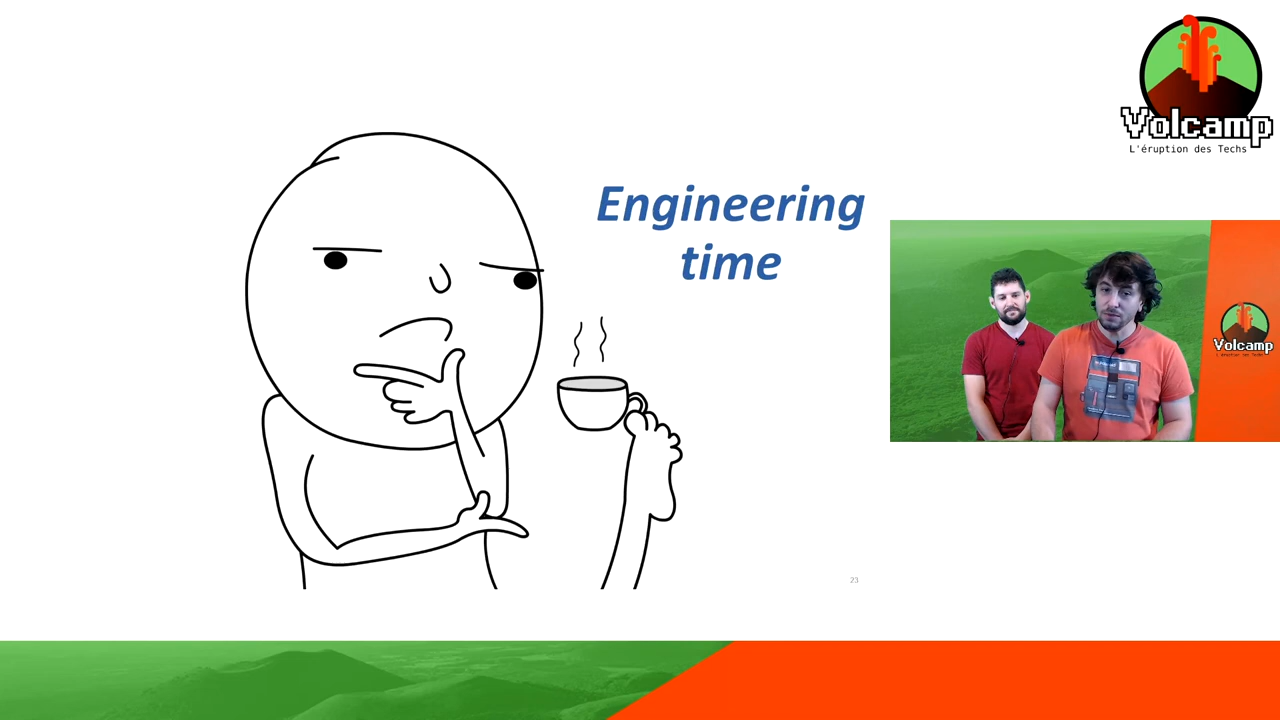 Volcamp
L'éruption des Techs
Engineering
time
Volcamp
23